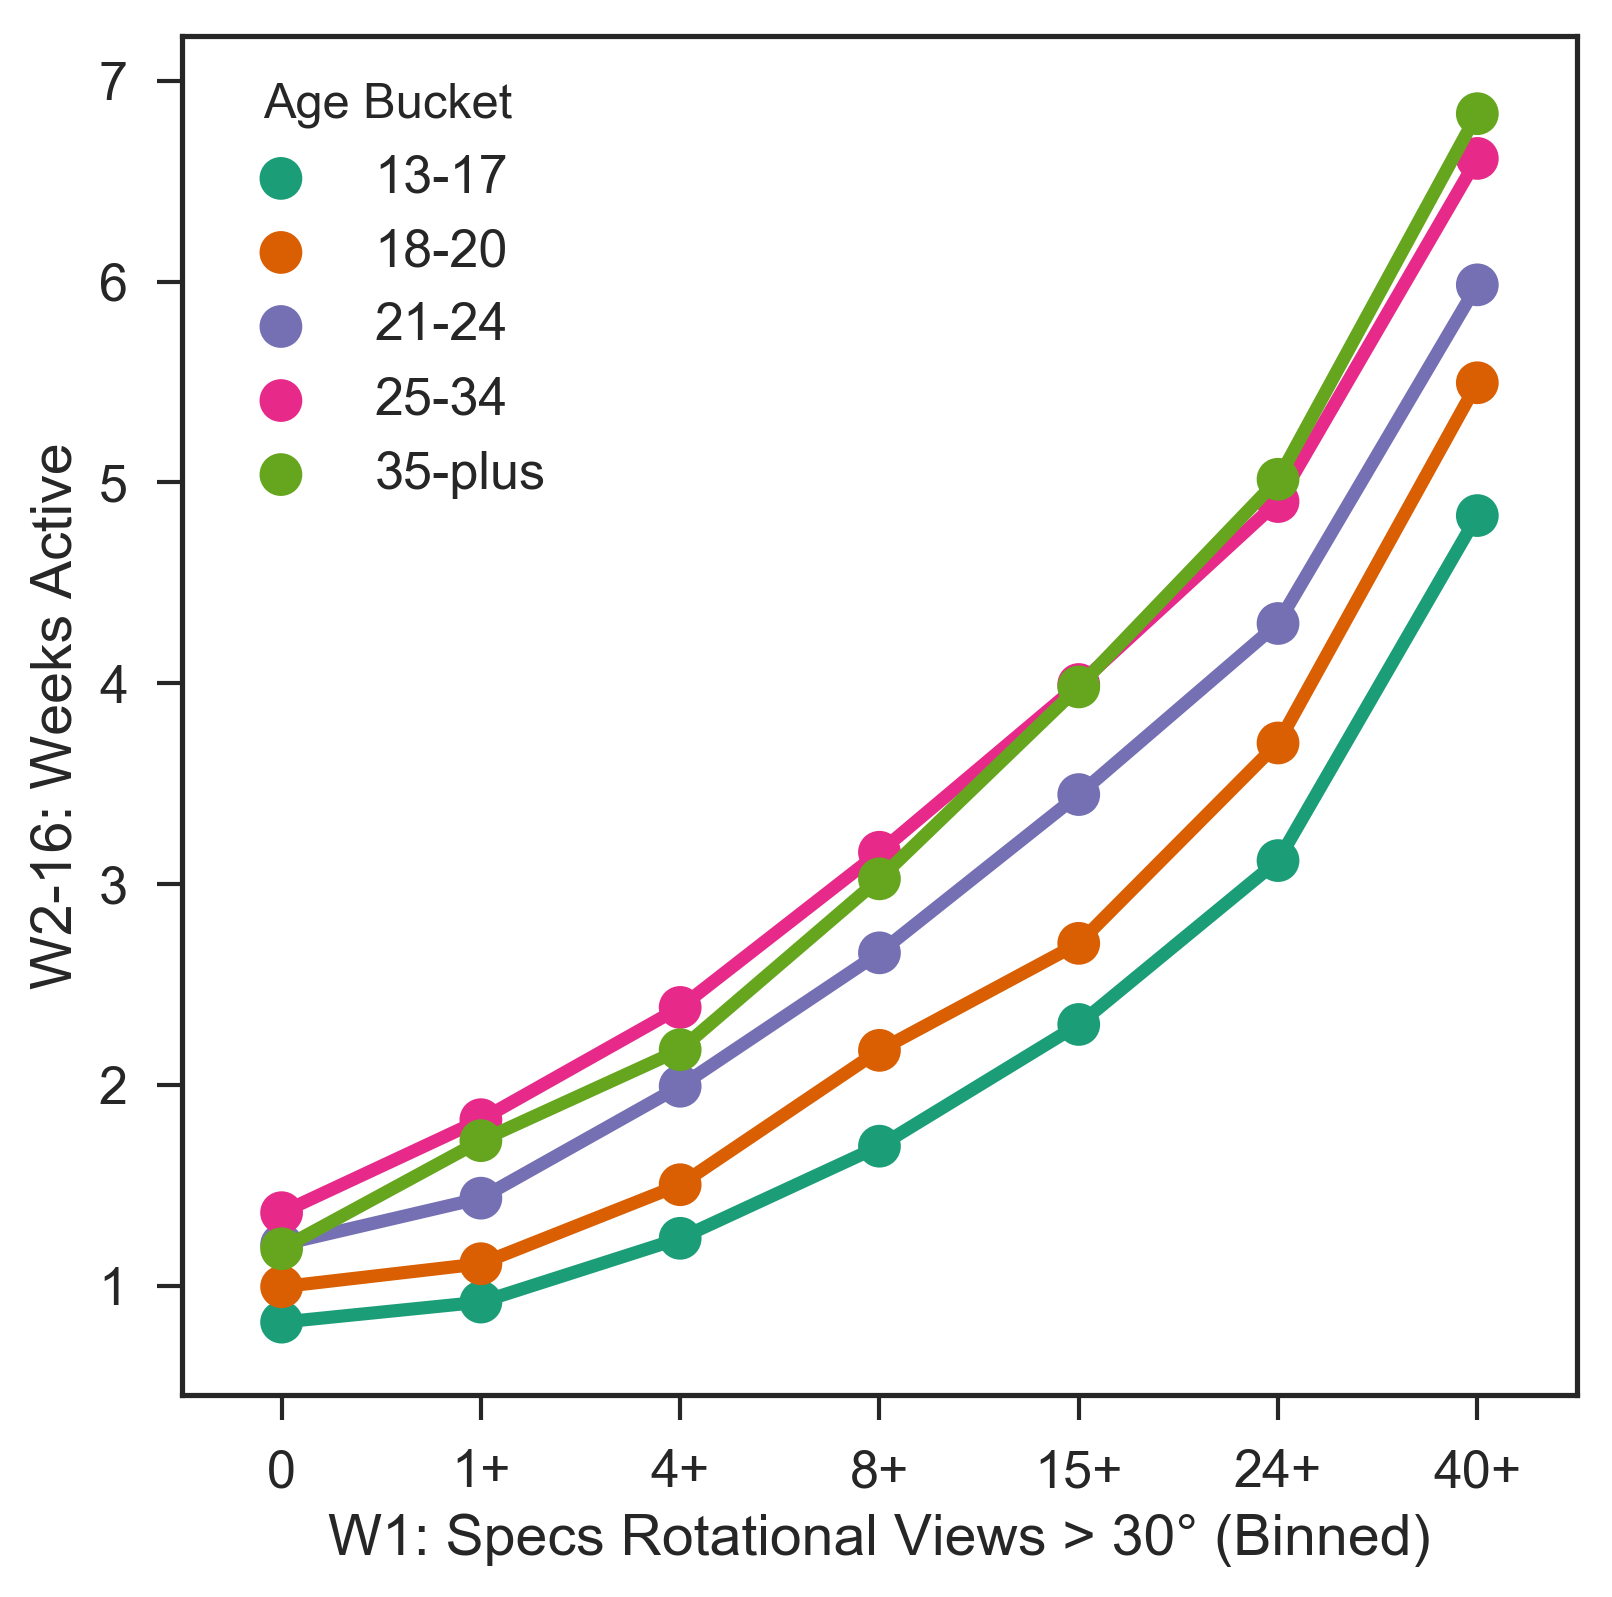 7
6
5
4
3
2
1
W2-16: Weeks Active
Age Bucket
13-17
18-20
21-24
25-34
35-plus
0 1+ 4+ 8+ 15+ 24+ 40+
W1: Specs Rotational Views > 30° (Binned)